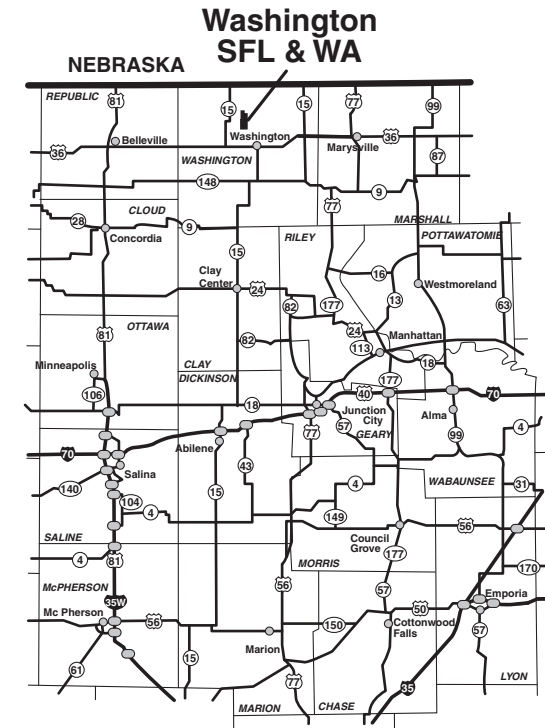 Washington
SFL & WA
NEBRASKA
REPUBLIC
81
15
15
77
99
Belleville
Washington
Marysville
36
36
36
87
WASHINGTON
148
9
77
CLOUD
28
9
Concordia
MARSHALL
RILEY
POTTAWATOMIE
15
Clay
Center
24
16
13
Westmoreland
82
177
63
OTTAWA
81
24
Manhattan
82
113
18
Minneapolis
CLAY
DICKINSON
177
106
40
70
18
Junction
City
Alma
77
57
GEARY
99
4
Abilene
70
43
Salina
140
15
4
WABAUNSEE
31
104
4
149
56
Council
Grove
177
SALINE
4
81
MORRIS
170
McPHERSON
56
57
35W
Mc Pherson
56
50
Emporia
150
Cottonwood
Falls
57
Marion
61
15
77
35
LYON
MARION
CHASE